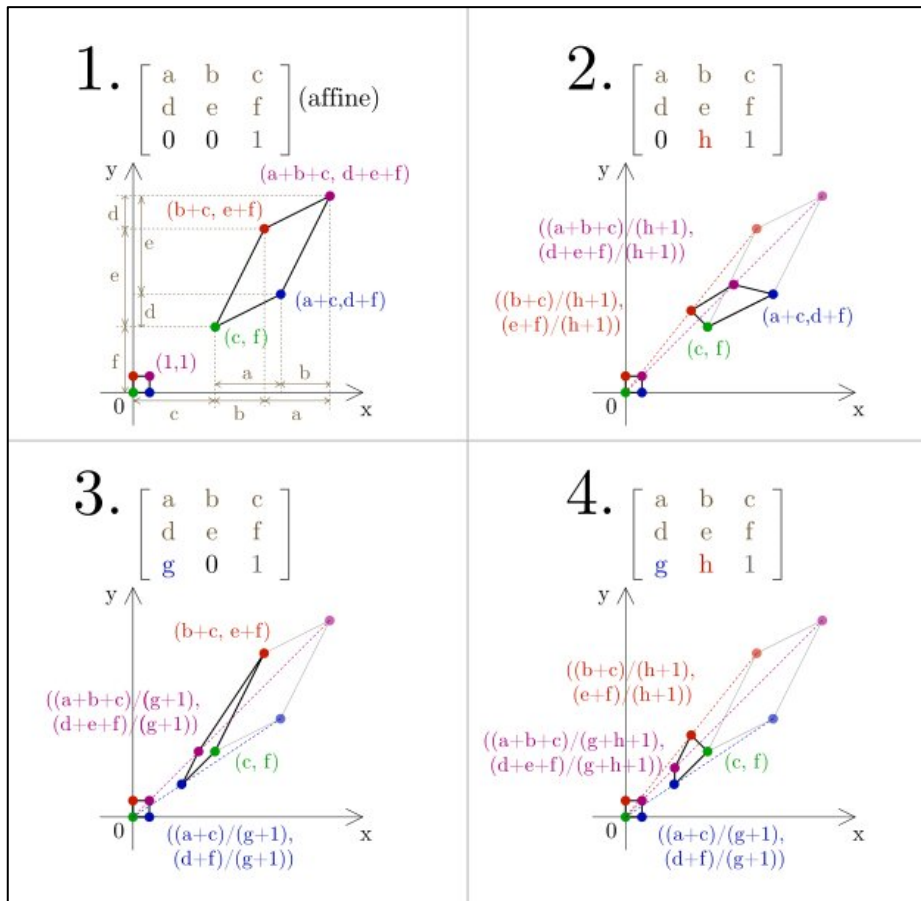 1.
a b c
d e f
0 0 1
(affine)
y
(a+b+c, d+e+f)
d
(b+c, e+f)
e
e
(a+c,d+f)
d
(c, f)
f
(1,1)
a
b
0
c
b
a
x
2.
a b c
d e f
0 h 1
y
((a+b+c)/(h+1),
(d+e+f)/(h+1))
((b+c)/(h+1),
(e+f)/(h+1))
(a+c,d+f)
(c, f)
0
x
3.
a b c
d e f
g 0 1
y
(b+c, e+f)
((a+b+c)/(g+1),
(d+e+f)/(g+1))
(c, f)
0
x
((a+c)/(g+1),
(d+f)/(g+1))
4.
a b c
d e f
g h 1
y
((b+c)/(h+1),
(e+f)/(h+1))
((a+b+c)/(g+h+1),
(d+e+f)/(g+h+1))
(c, f)
0
x
((a+c)/(g+1),
(d+f)/(g+1))